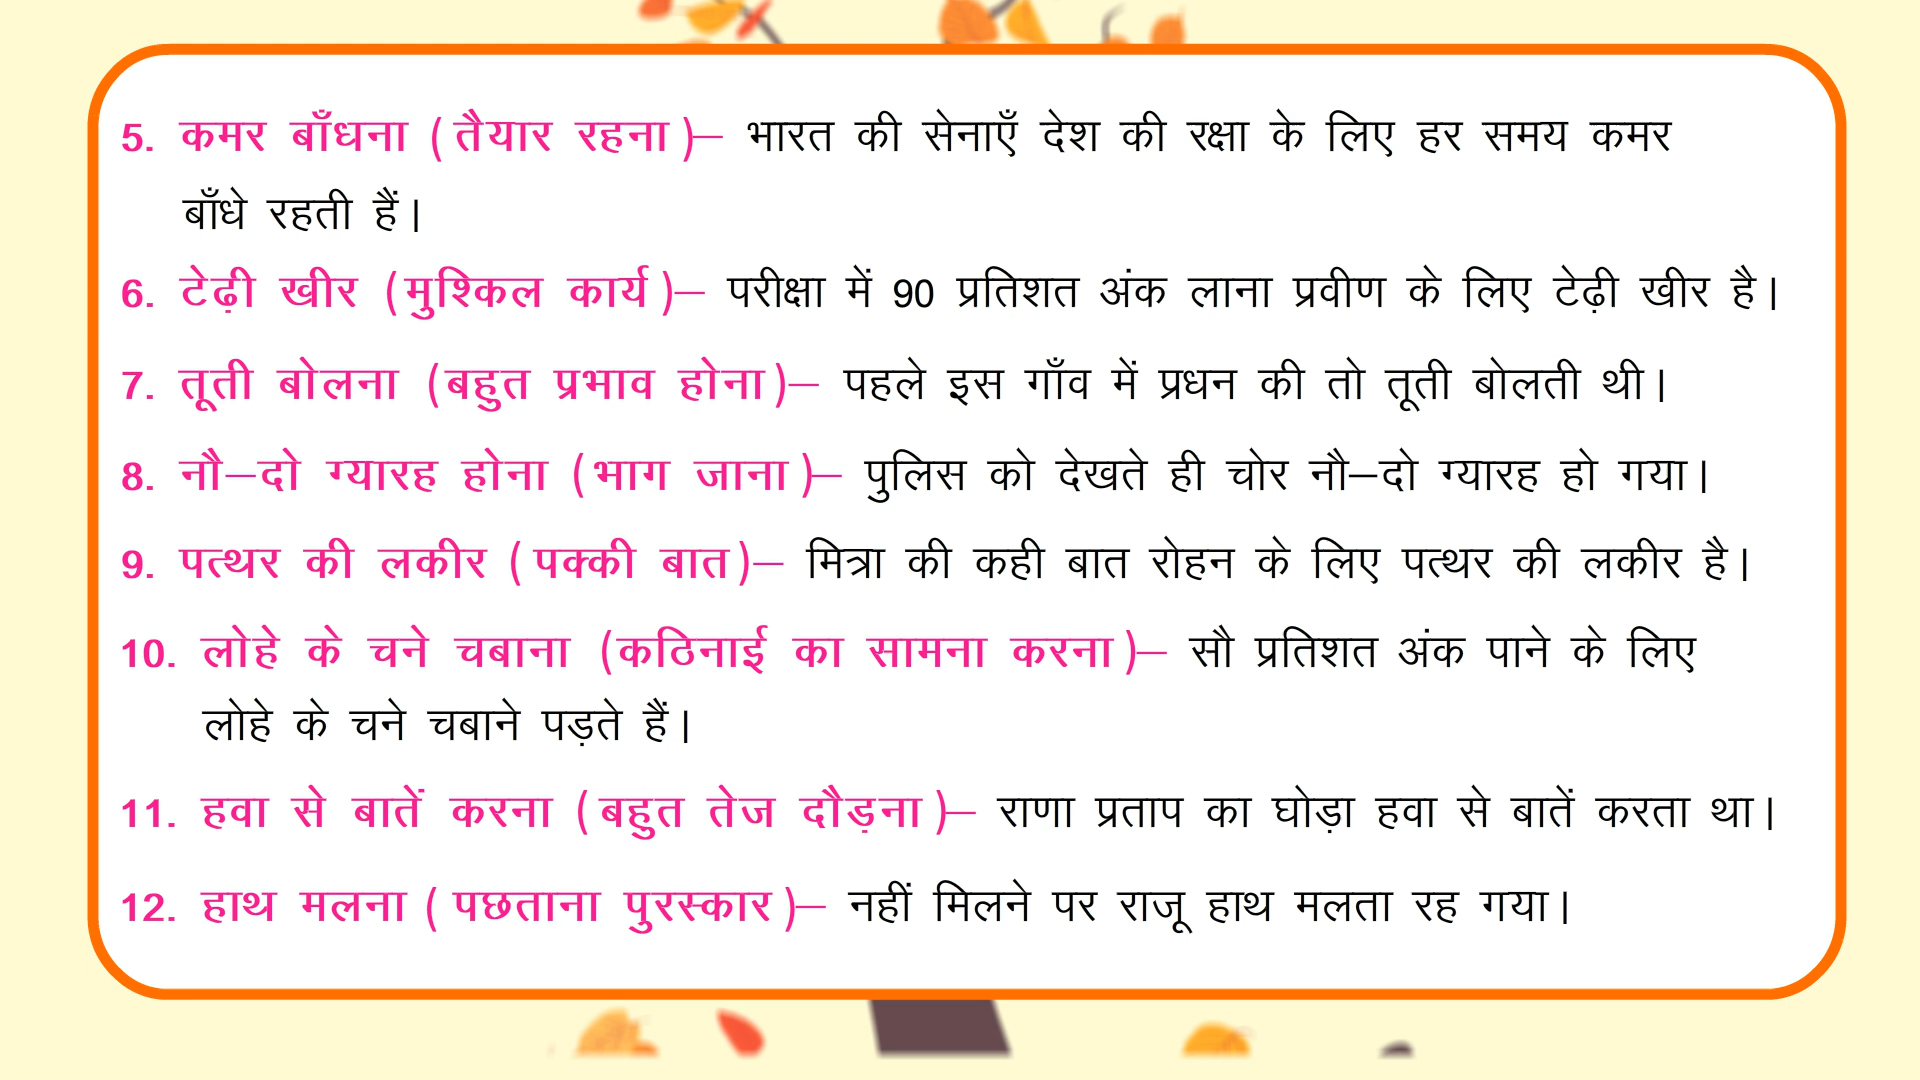 5. कमर बाँधना ( तैयार रहना )– भारत की सेनाएँ देश की रक्षा के लिए हर समय कमर
बाँधे रहती हैं।
6. टेढ़ी खीर (मुश्किल कार्य )– परीक्षा में 90 प्रतिशत अंक लाना प्रवीण के लिए टेढ़ी खीर है।
7. तूती बोलना (बहुत प्रभाव होना )– पहले इस गाँव में प्रधन की तो तूती बोलती थी।
8. नौ–दो ग्यारह होना (भाग जाना )– पुलिस को देखते ही चोर नौ–दो ग्यारह हो गया।
9. पत्थर की लकीर ( पक्की बात )– मित्रा की कही बात रोहन के लिए पत्थर की लकीर है।
10. लोहे के चने चबाना (कठिनाई का सामना करना )– सौ प्रतिशत अंक पाने के लिए
लोहे के चने चबाने पड़ते हैं।
11. हवा से बातें करना ( बहुत तेज दौड़ना )– राणा प्रताप का घोड़ा हवा से बातें करता था।
12. हाथ मलना ( पछताना पुरस्कार )– नहीं मिलने पर राजू हाथ मलता रह गया।